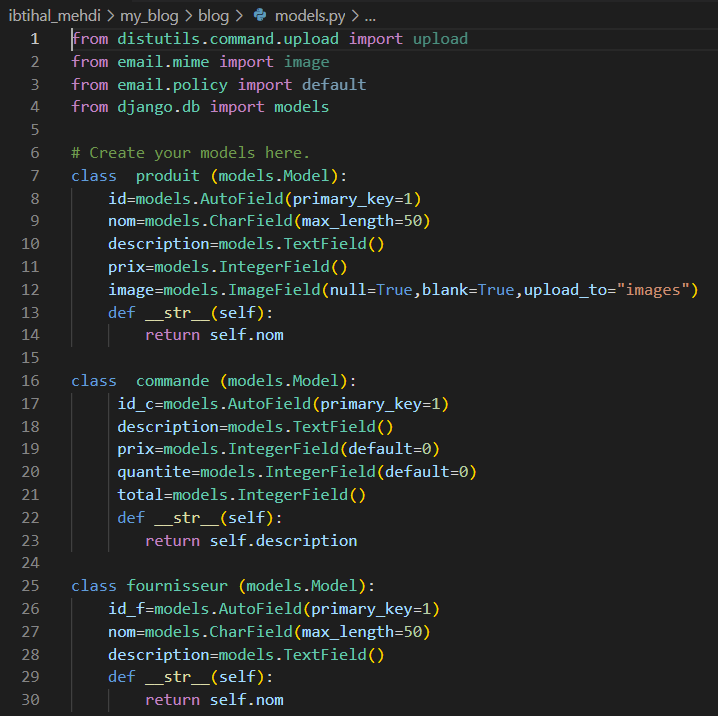 ibtihal_mehdi > my_blog > blog > models.py > ...
1 from distutils.command.upload import upload
2 from email.mime import image
3 from email.policy import default
4 from django.db import models
5
6 # Create your models here.
7 class  produit (models.Model):
8     id=models.AutoField(primary_key=1)
9     nom=models.CharField(max_length=50)
10     description=models.TextField()
11     prix=models.IntegerField()
12     image=models.ImageField(null=True,blank=True,upload_to="images")
13     def __str__(self):
14         return self.nom
15
16 class  commande (models.Model):
17      id_c=models.AutoField(primary_key=1)
18      description=models.TextField()
19      prix=models.IntegerField(default=0)
20      quantite=models.IntegerField(default=0)
21      total=models.IntegerField()
22      def __str__(self):
23         return self.description
24
25 class fournisseur (models.Model):
26     id_f=models.AutoField(primary_key=1)
27     nom=models.CharField(max_length=50)
28     description=models.TextField()
29     def __str__(self):
30         return self.nom